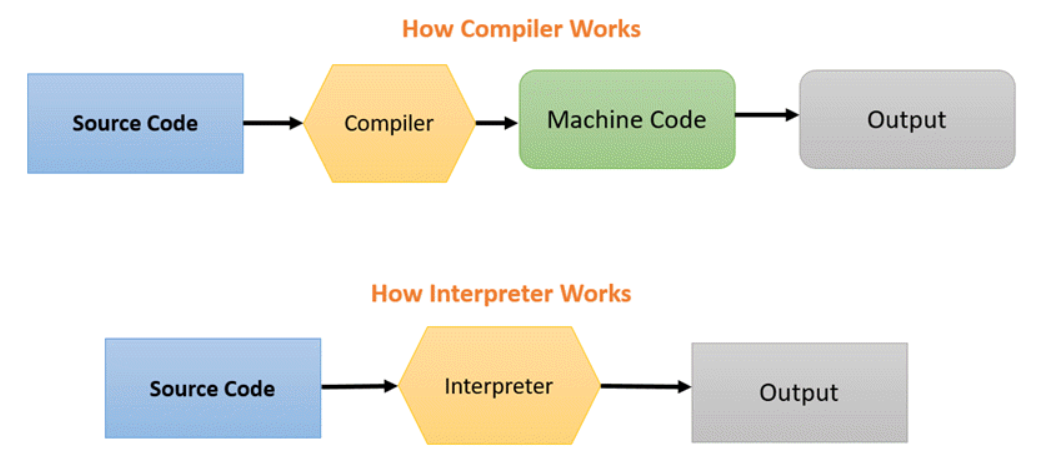 How Compiler Works
Source Code
Compiler
Machine Code
Output
How Interpreter Works
Source Code
Interpreter
Output